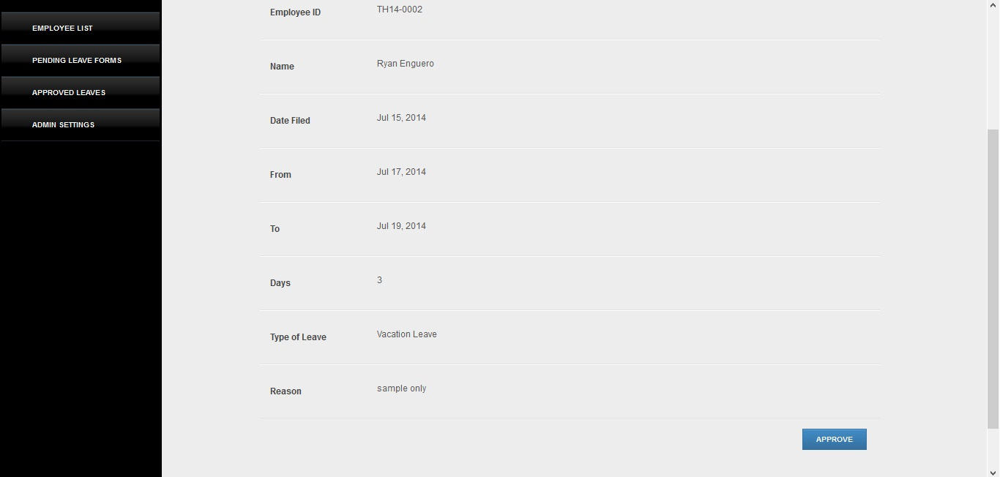 EMPLOYEE LIST
PENDING LEAVE FORMS
APPROVED LEAVES
ADMIN SETTINGS
Employee ID TH14-0002
Name Ryan Enguero
Date Filed Jul 15, 2014
From Jul 17, 2014
To Jul 19, 2014
Days 3
Type of Leave Vacation Leave
Reason sample only
APPROVE